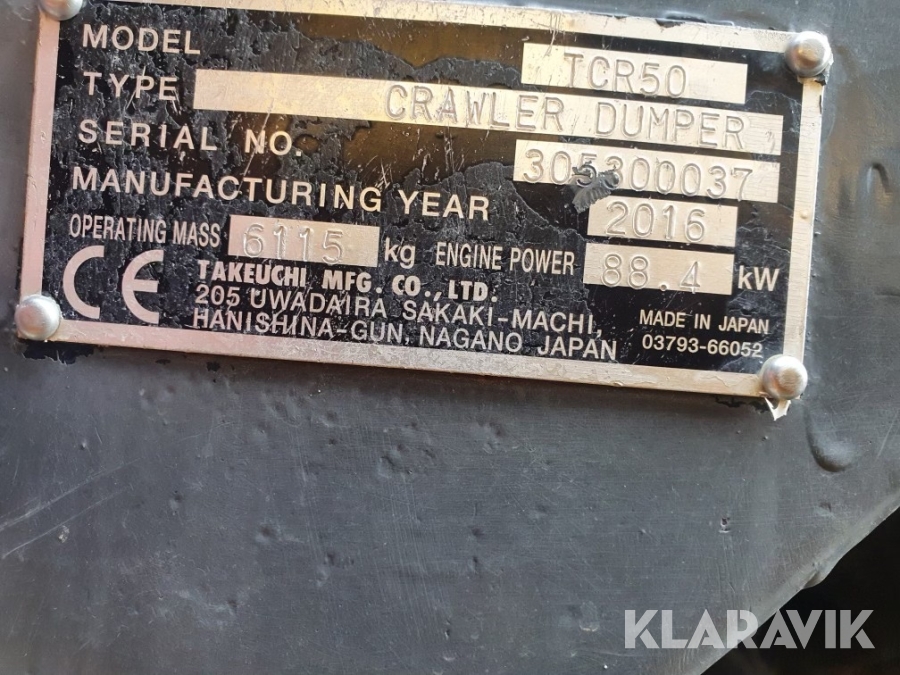 MODEL TCR50
TYPE CRAWLER DUMPER
SERIAL NO. 305300037
MANUFACTURING YEAR 2016
OPERATING MASS 6115 kg ENGINE POWER 88.4 kW
CE
TAKEUCHI MFG. CO., LTD.
205 UWADAIRA SAKAKI-MACHI,
HANISHINA-GUN, NAGANO JAPAN
MADE IN JAPAN
03793-66052
KLARAVIK